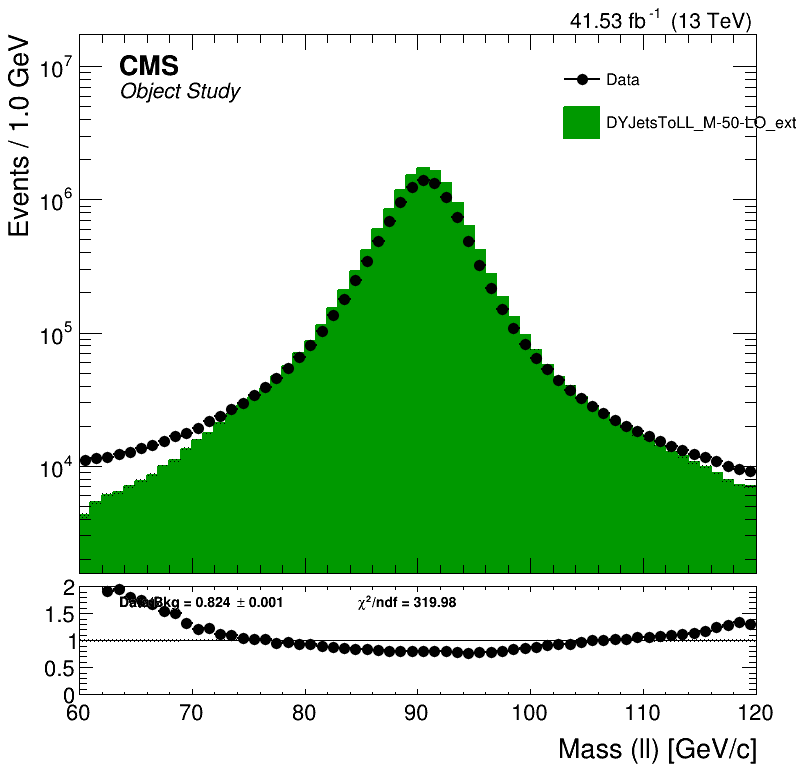 41.53 fb⁻¹ (13 TeV)
Events / 1.0 GeV
CMS
Object Study
Data
DYJetsToLL_M-50-LO_ext
10⁷
10⁶
10⁵
10⁴
Data/Bkg = 0.824 ± 0.001
χ²/ndf = 319.98
2
1.5
1
0.5
0
60 70 80 90 100 110 120
Mass (ll) [GeV/c]